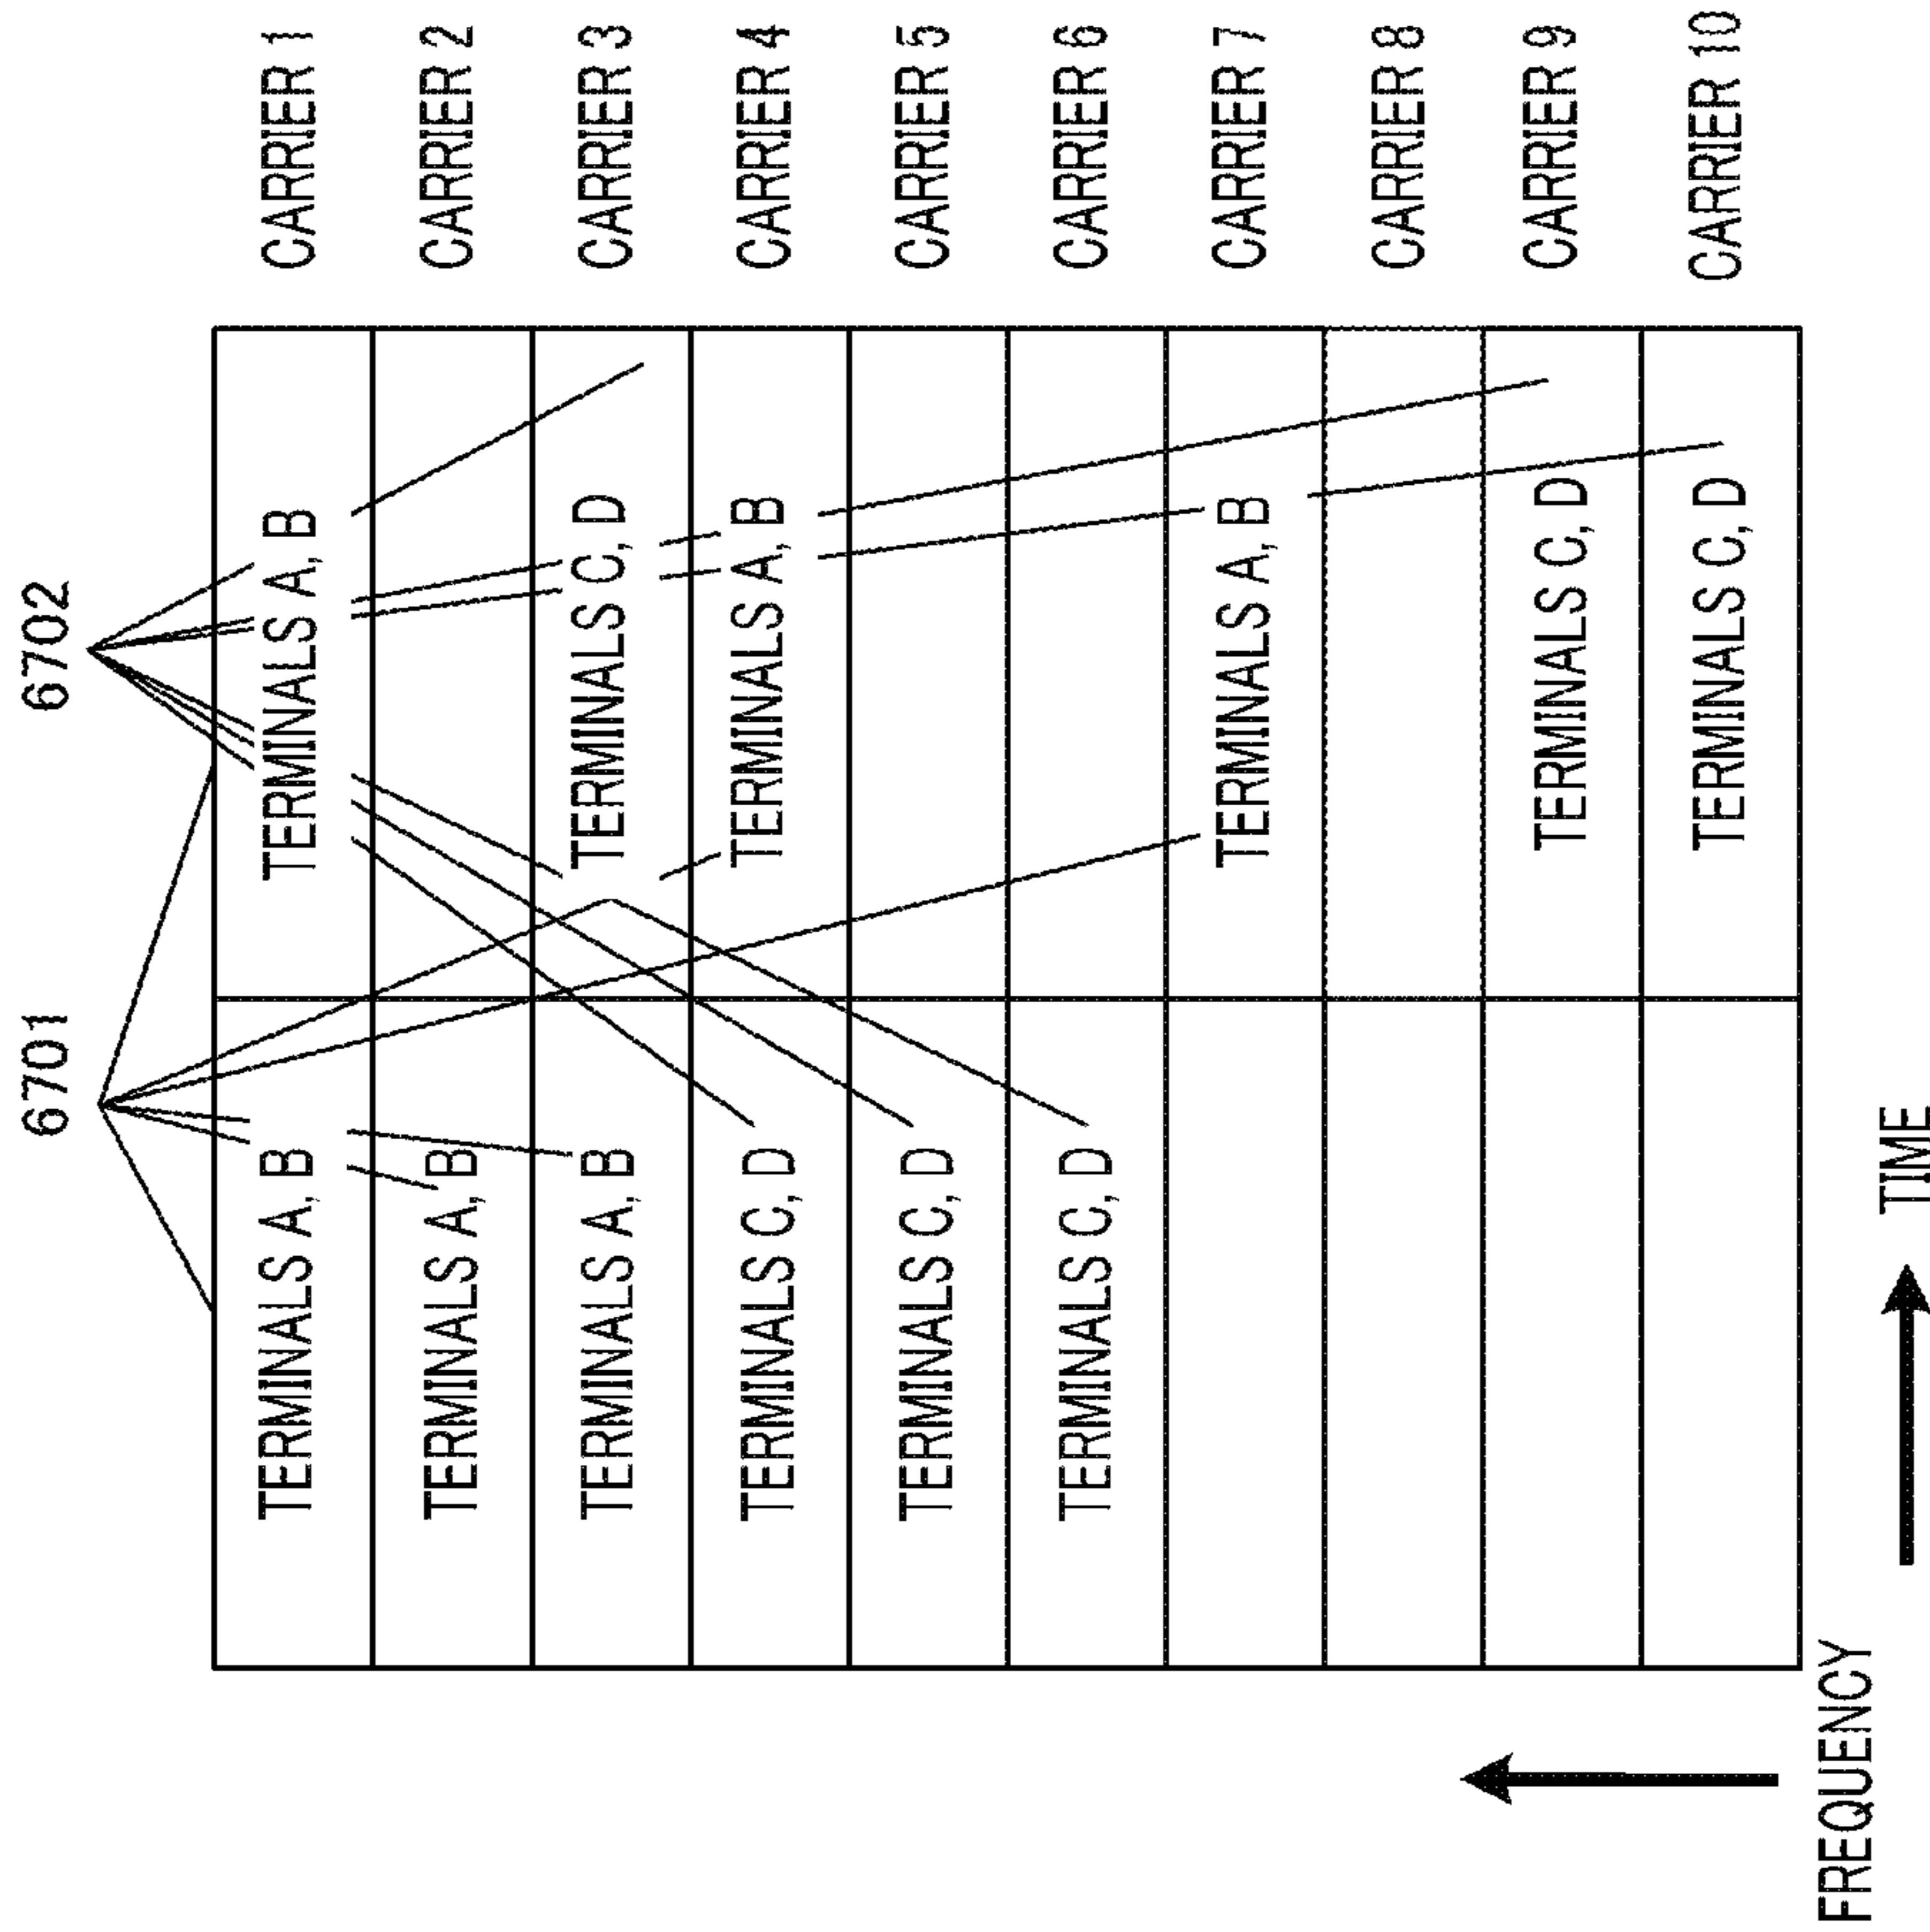 6701
6702
TERMINALS A, B
TERMINALS A, B
CARRIER 1
TERMINALS A, B
CARRIER 2
TERMINALS A, B
TERMINALS C, D
CARRIER 3
TERMINALS C, D
TERMINALS A, B
CARRIER 4
TERMINALS C, D
CARRIER 5
TERMINALS C, D
CARRIER 6
TERMINALS A, B
CARRIER 7
CARRIER 8
TERMINALS C, D
CARRIER 9
TERMINALS C, D
CARRIER 10
FREQUENCY
TIME